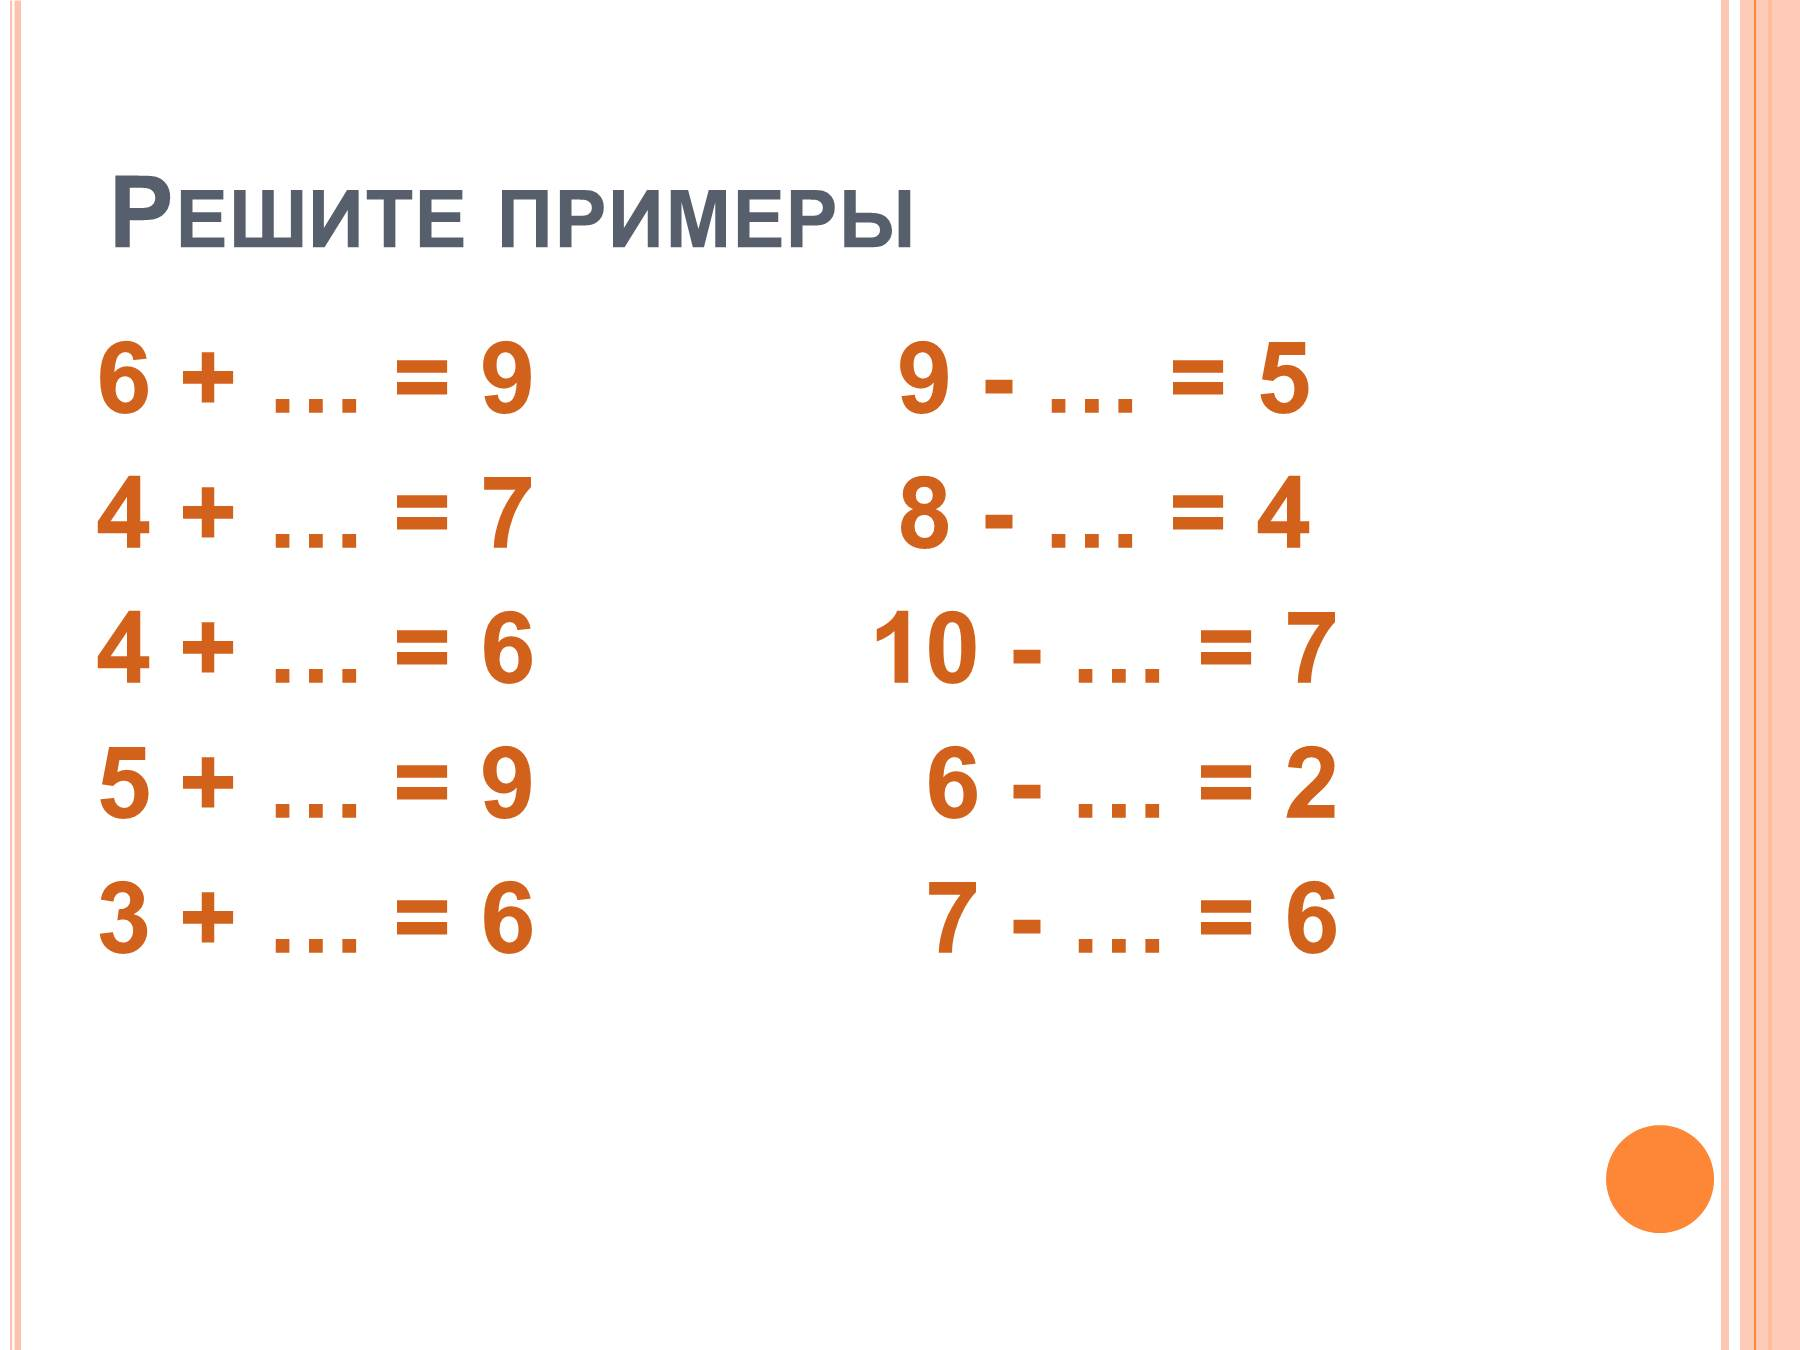 Решите примеры
6 + … = 9 9 - … = 5
4 + … = 7 8 - … = 4
4 + … = 6 10 - … = 7
5 + … = 9 6 - … = 2
3 + … = 6 7 - … = 6